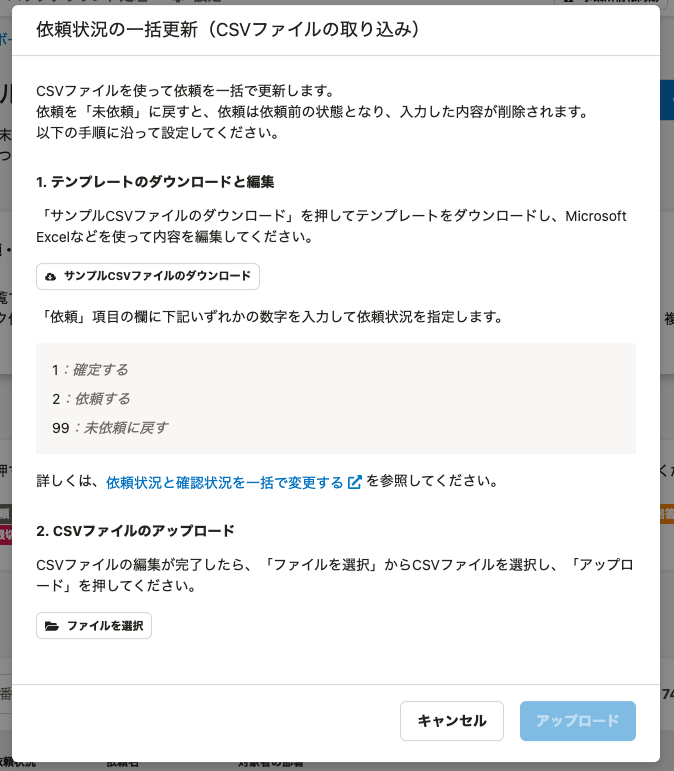 依頼状況の一括更新（CSVファイルの取り込み）
CSVファイルを使って依頼を一括で更新します。
依頼を「未依頼」に戻すと、依頼は依頼前の状態となり、入力した内容が削除されます。
以下の手順に沿って設定してください。
1. テンプレートのダウンロードと編集
「サンプルCSVファイルのダウンロード」を押してテンプレートをダウンロードし、Microsoft
Excelなどを使って内容を編集してください。
サンプルCSVファイルのダウンロード
「依頼」項目の欄に下記いずれかの数字を入力して依頼状況を指定します。
1：確定する
2：依頼する
99：未依頼に戻す
詳しくは、依頼状況と確認状況を一括で変更する を参照してください。
2. CSVファイルのアップロード
CSVファイルの編集が完了したら、「ファイルを選択」からCSVファイルを選択し、「アップロ
ード」を押してください。
ファイルを選択
キャンセル
アップロード